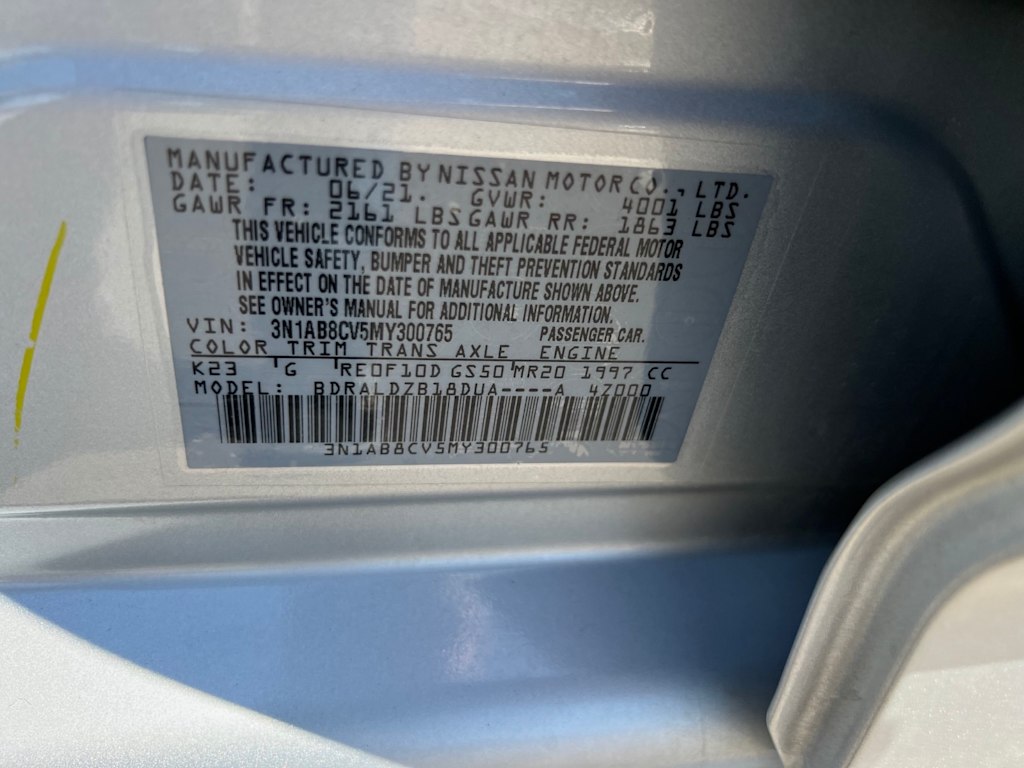 MANUFACTURED BY NISSAN MOTOR CO., LTD.
DATE: 06/21. GVWR: 4001 LBS
GAWR FR: 2161 LBS GAWR RR: 1863 LBS
THIS VEHICLE CONFORMS TO ALL APPLICABLE FEDERAL MOTOR
VEHICLE SAFETY, BUMPER AND THEFT PREVENTION STANDARDS
IN EFFECT ON THE DATE OF MANUFACTURE SHOWN ABOVE.
SEE OWNER'S MANUAL FOR ADDITIONAL INFORMATION.
VIN: 3N1AB8CV5MY300765 PASSENGER CAR.
COLOR TRIM TRANS AXLE ENGINE
K23 G RE0F10D GS50 MR20 1997 CC
MODEL: BDRALDZB18DUA----A 4Z000
3N1AB8CV5MY300765